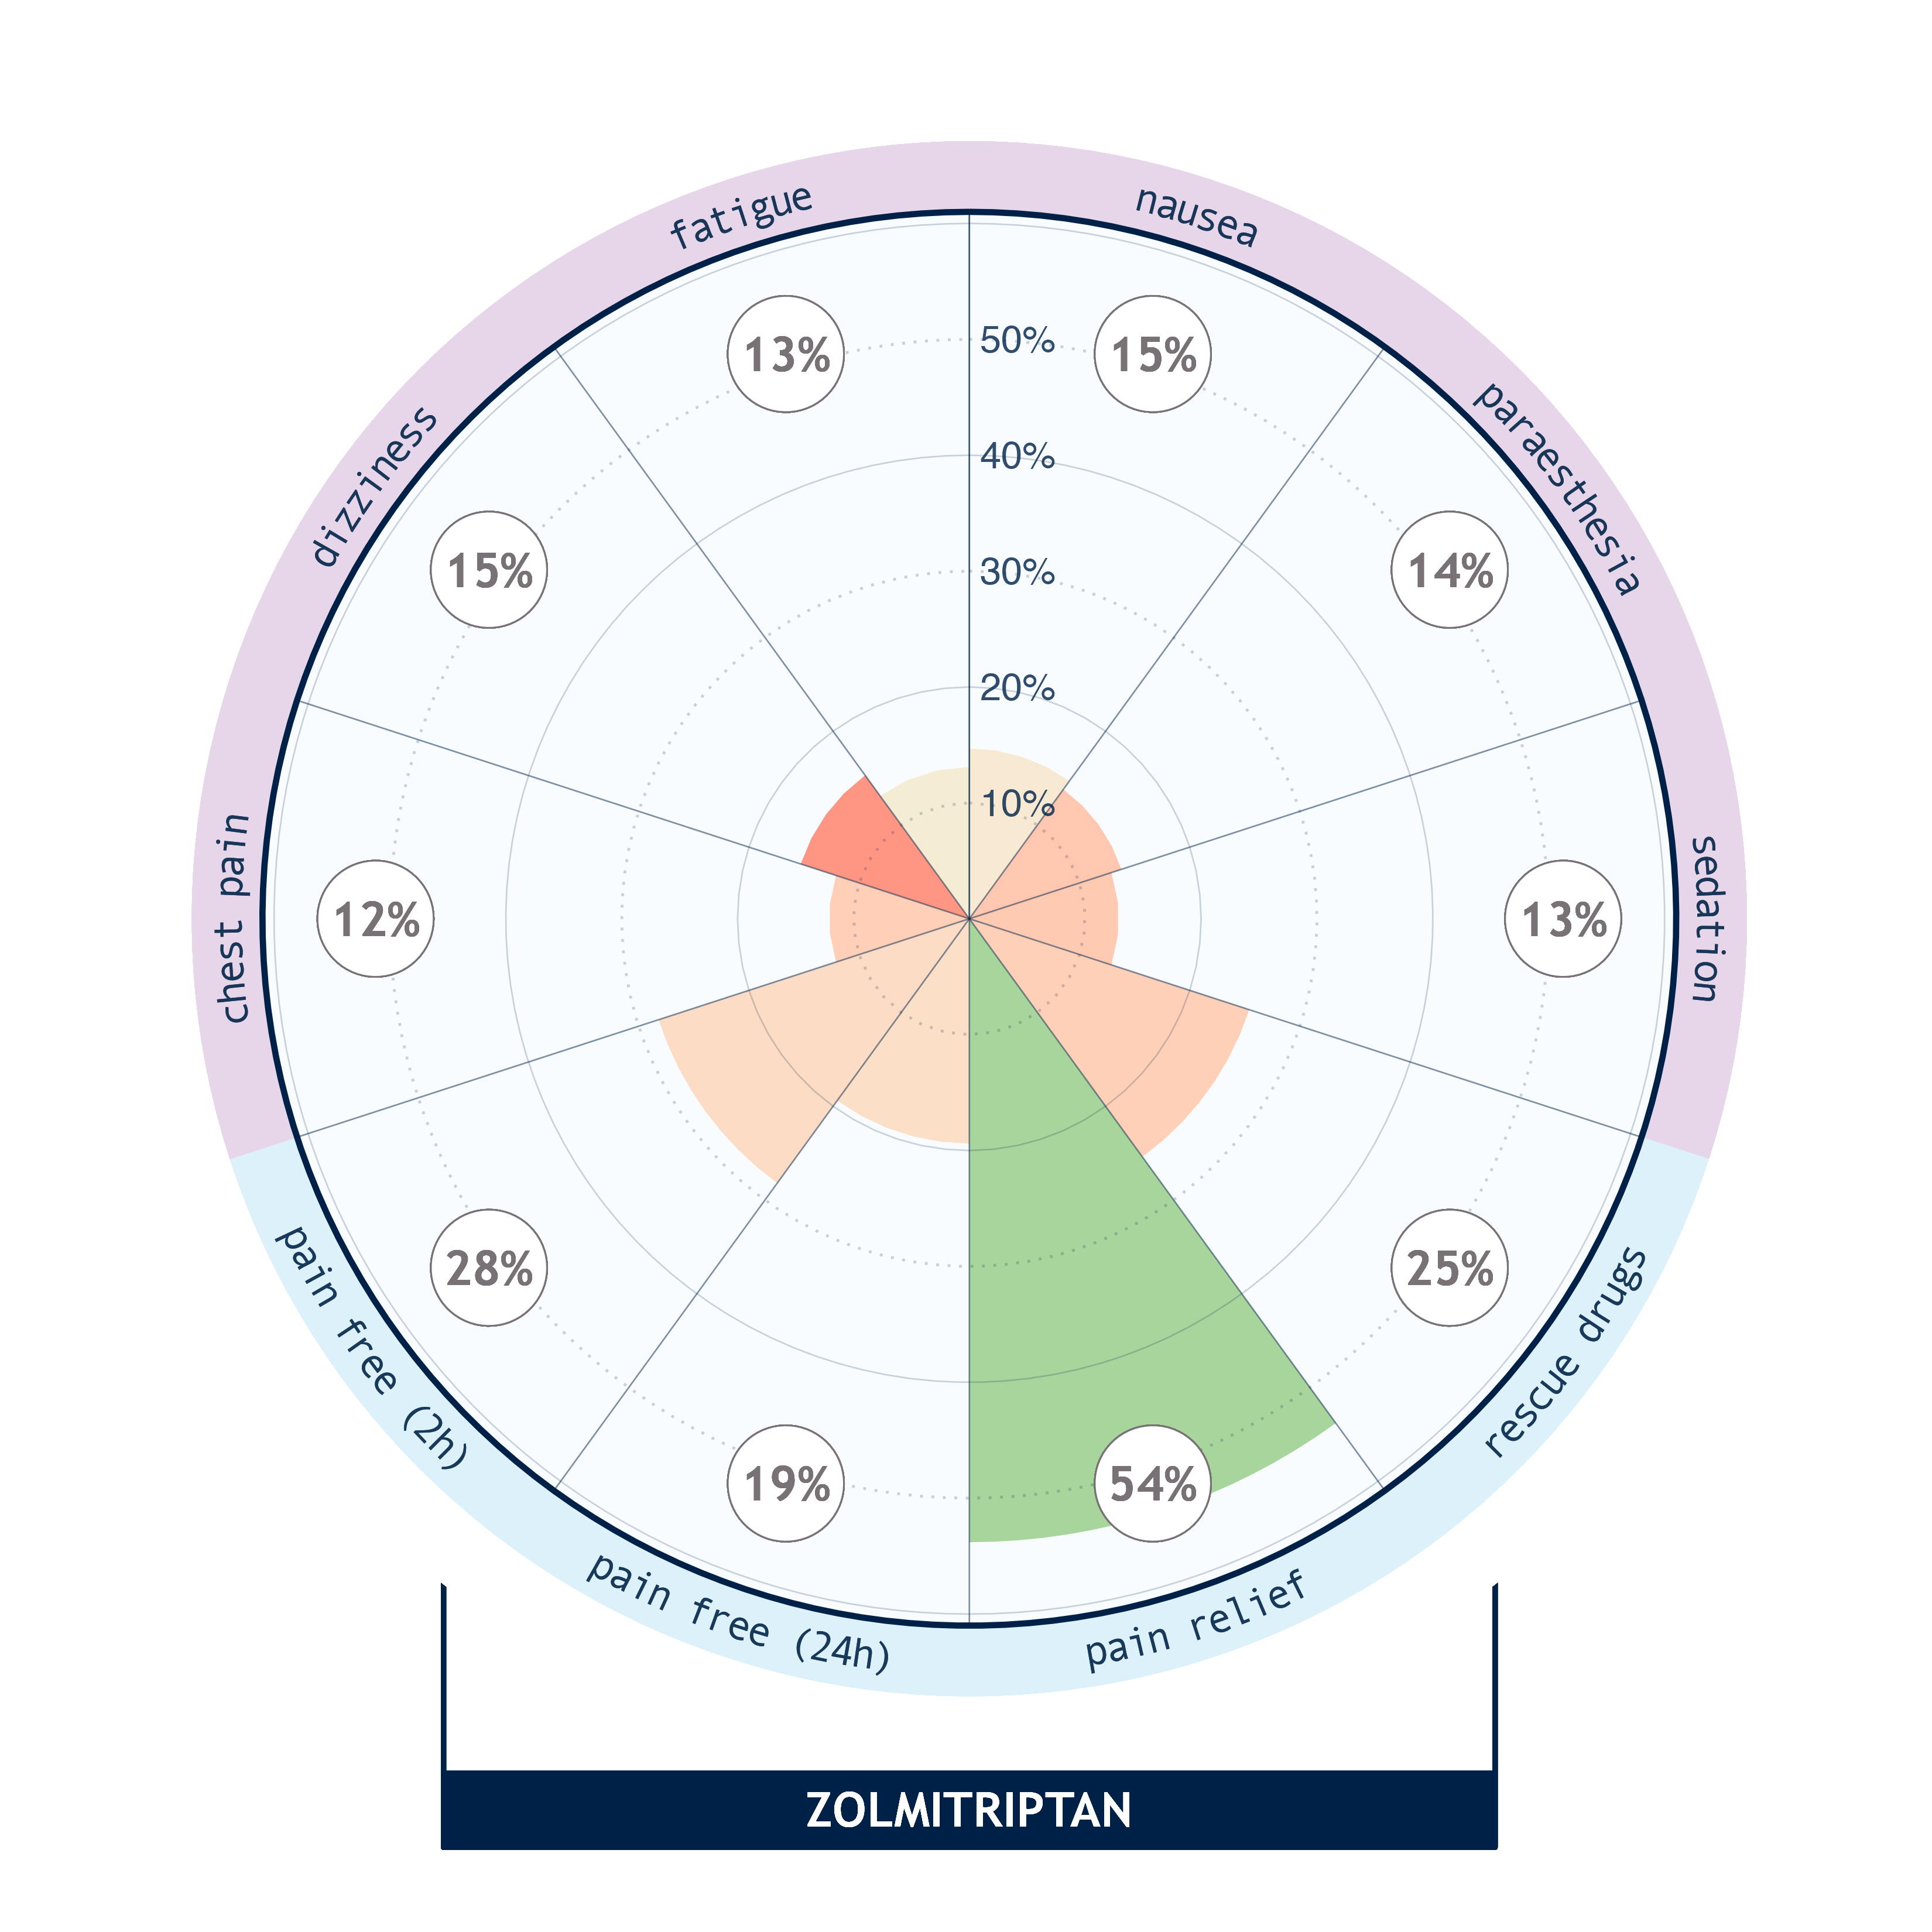 fatigue
nausea
13%
50%
15%
40%
dizziness
paraesthesia
15%
30%
14%
20%
10%
chest pain
12%
13%
sedation
28%
25%
pain free (2h)
rescue drugs
19%
54%
pain free (24h)
pain relief
ZOLMITRIPTAN